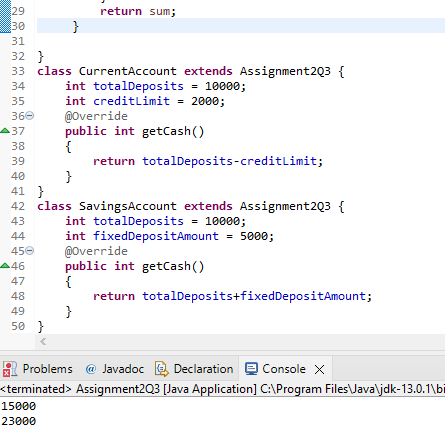 29 return sum;
30 }
31
32 }
33 class CurrentAccount extends Assignment2Q3 {
34 int totalDeposits = 10000;
35 int creditLimit = 2000;
36 @Override
37 public int getCash()
38 {
39 return totalDeposits-creditLimit;
40 }
41 }
42 class SavingsAccount extends Assignment2Q3 {
43 int totalDeposits = 10000;
44 int fixedDepositAmount = 5000;
45 @Override
46 public int getCash()
47 {
48 return totalDeposits+fixedDepositAmount;
49 }
50 }
Problems @ Javadoc Declaration Console
<terminated> Assignment2Q3 [Java Application] C:\Program Files\Java\jdk-13.0.1\bi
15000
23000